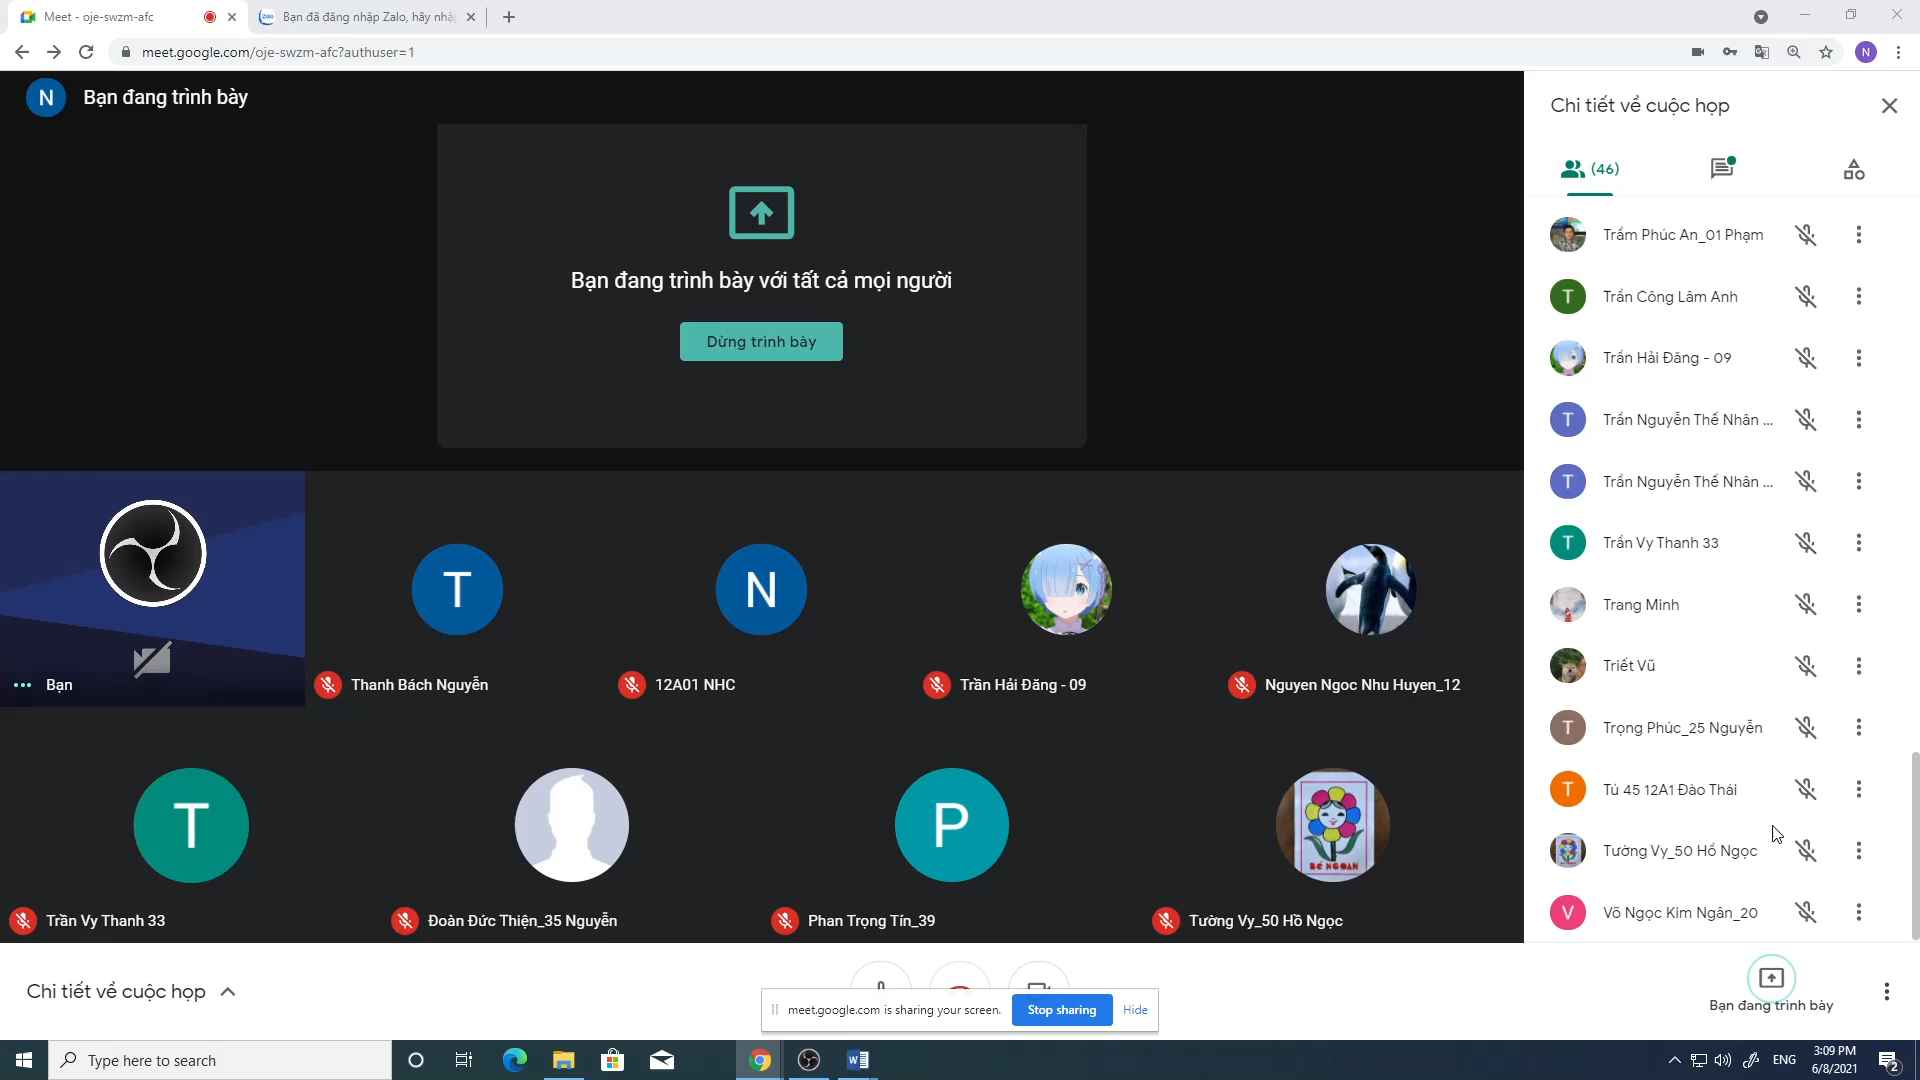 Meet - oje-swzm-afc
Zalo
Bạn đã đăng nhập Zalo, hãy nhập
meet.google.com/oje-swzm-afc?authuser=1
N
N
Bạn đang trình bày
Bạn đang trình bày với tất cả mọi người
Dừng trình bày
Bạn
T
Thanh Bách Nguyễn
N
12A01 NHC
Trần Hải Đăng - 09
Nguyen Ngoc Nhu Huyen_12
T
Trần Vy Thanh 33
Đoàn Đức Thiện_35 Nguyễn
P
Phan Trọng Tín_39
BÉ NGOAN
Tường Vy_50 Hồ Ngọc
Chi tiết về cuộc họp
(46)
Trầm Phúc An_01 Phạm
T
Trần Công Lâm Anh
Trần Hải Đăng - 09
T
Trần Nguyễn Thế Nhân ...
T
Trần Nguyễn Thế Nhân ...
T
Trần Vy Thanh 33
Trang Minh
Triết Vũ
T
Trọng Phúc_25 Nguyễn
T
Tú 45 12A1 Đào Thái
Tường Vy_50 Hồ Ngọc
V
Võ Ngọc Kim Ngân_20
Chi tiết về cuộc họp
meet.google.com is sharing your screen.
Stop sharing
Hide
Bạn đang trình bày
Type here to search
ENG
3:09 PM
6/8/2021
2